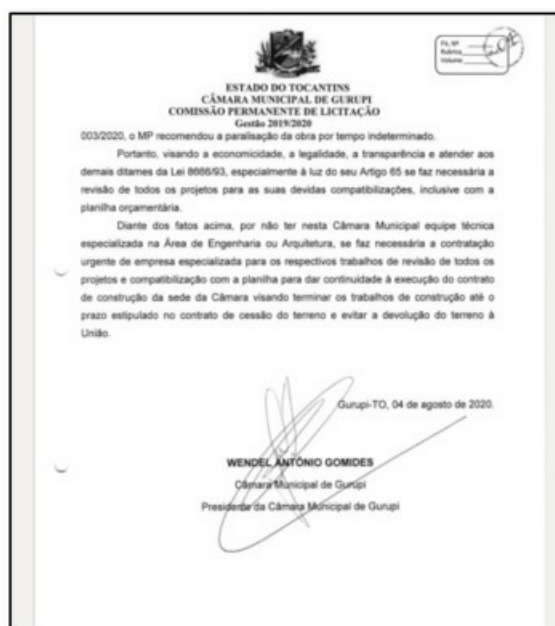 Fls. Nº
Rubrica
Volume
ESTADO DO TOCANTINS
CÂMARA MUNICIPAL DE GURUPI
COMISSÃO PERMANENTE DE LICITAÇÃO
Gestão 2019/2020
003/2020, o MP recomendou a paralisação da obra por tempo indeterminado.
Portanto, visando a economicidade, a legalidade, a transparência e atender aos
demais ditames da Lei 8666/93, especialmente à luz do seu Artigo 65 se faz necessária a
revisão de todos os projetos para as suas devidas compatibilizações, inclusive com a
planilha orçamentária.
Diante dos fatos acima, por não ter nesta Câmara Municipal equipe técnica
especializada na Área de Engenharia ou Arquitetura, se faz necessária a contratação
urgente de empresa especializada para os respectivos trabalhos de revisão de todos os
projetos e compatibilização com a planilha para dar continuidade à execução do contrato
de construção da sede da Câmara visando terminar os trabalhos de construção até o
prazo estipulado no contrato de cessão do terreno e evitar a devolução do terreno à
União.
Gurupi-TO, 04 de agosto de 2020.
WENDEL ANTÔNIO GOMIDES
Câmara Municipal de Gurupi
Presidente da Câmara Municipal de Gurupi